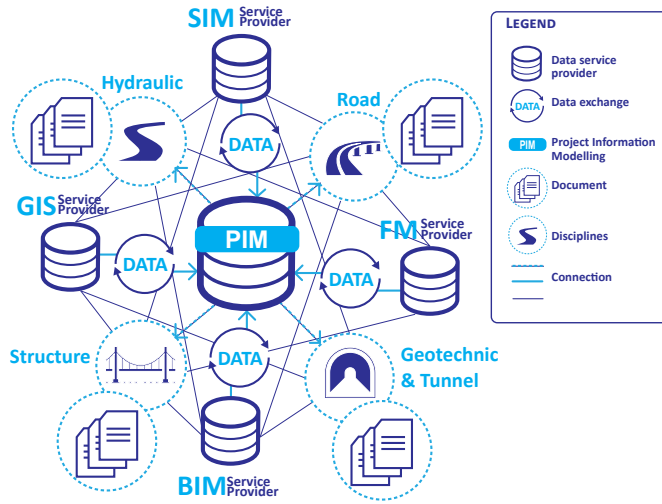 SIM Service
Provider
Hydraulic
Road
DATA
GIS Service
Provider
PIM
FM Service
Provider
DATA
DATA
Structure
DATA
Geotechnic
& Tunnel
BIM Service
Provider
LEGEND
Data service
provider
DATA
Data exchange
PIM
Project Information
Modelling
Document
Disciplines
Connection